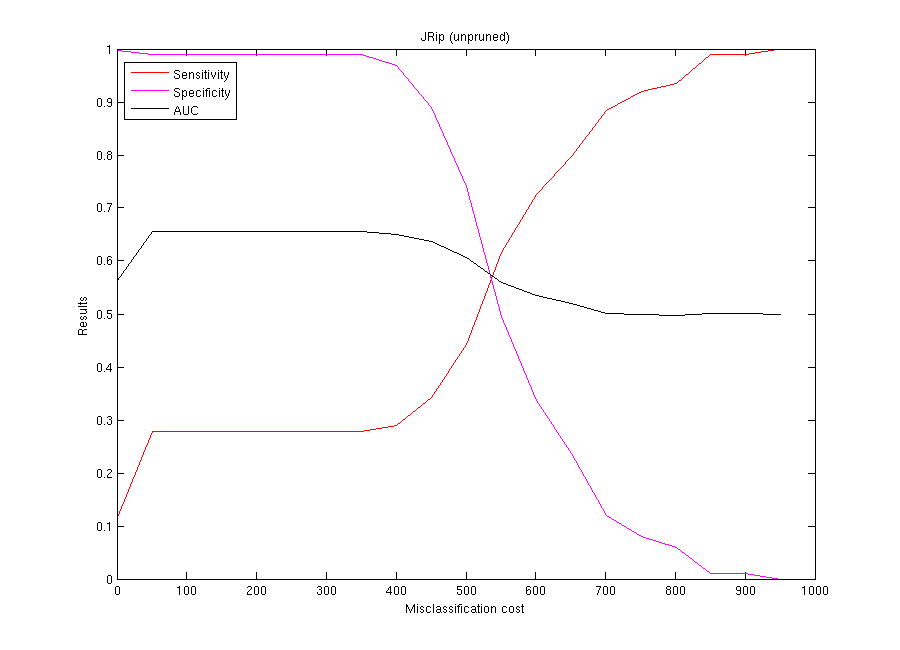 JRip (unpruned)
Sensitivity
Specificity
AUC
1
0.9
0.8
0.7
0.6
0.5
0.4
0.3
0.2
0.1
0
Results
0 100 200 300 400 500 600 700 800 900 1000
Misclassification cost